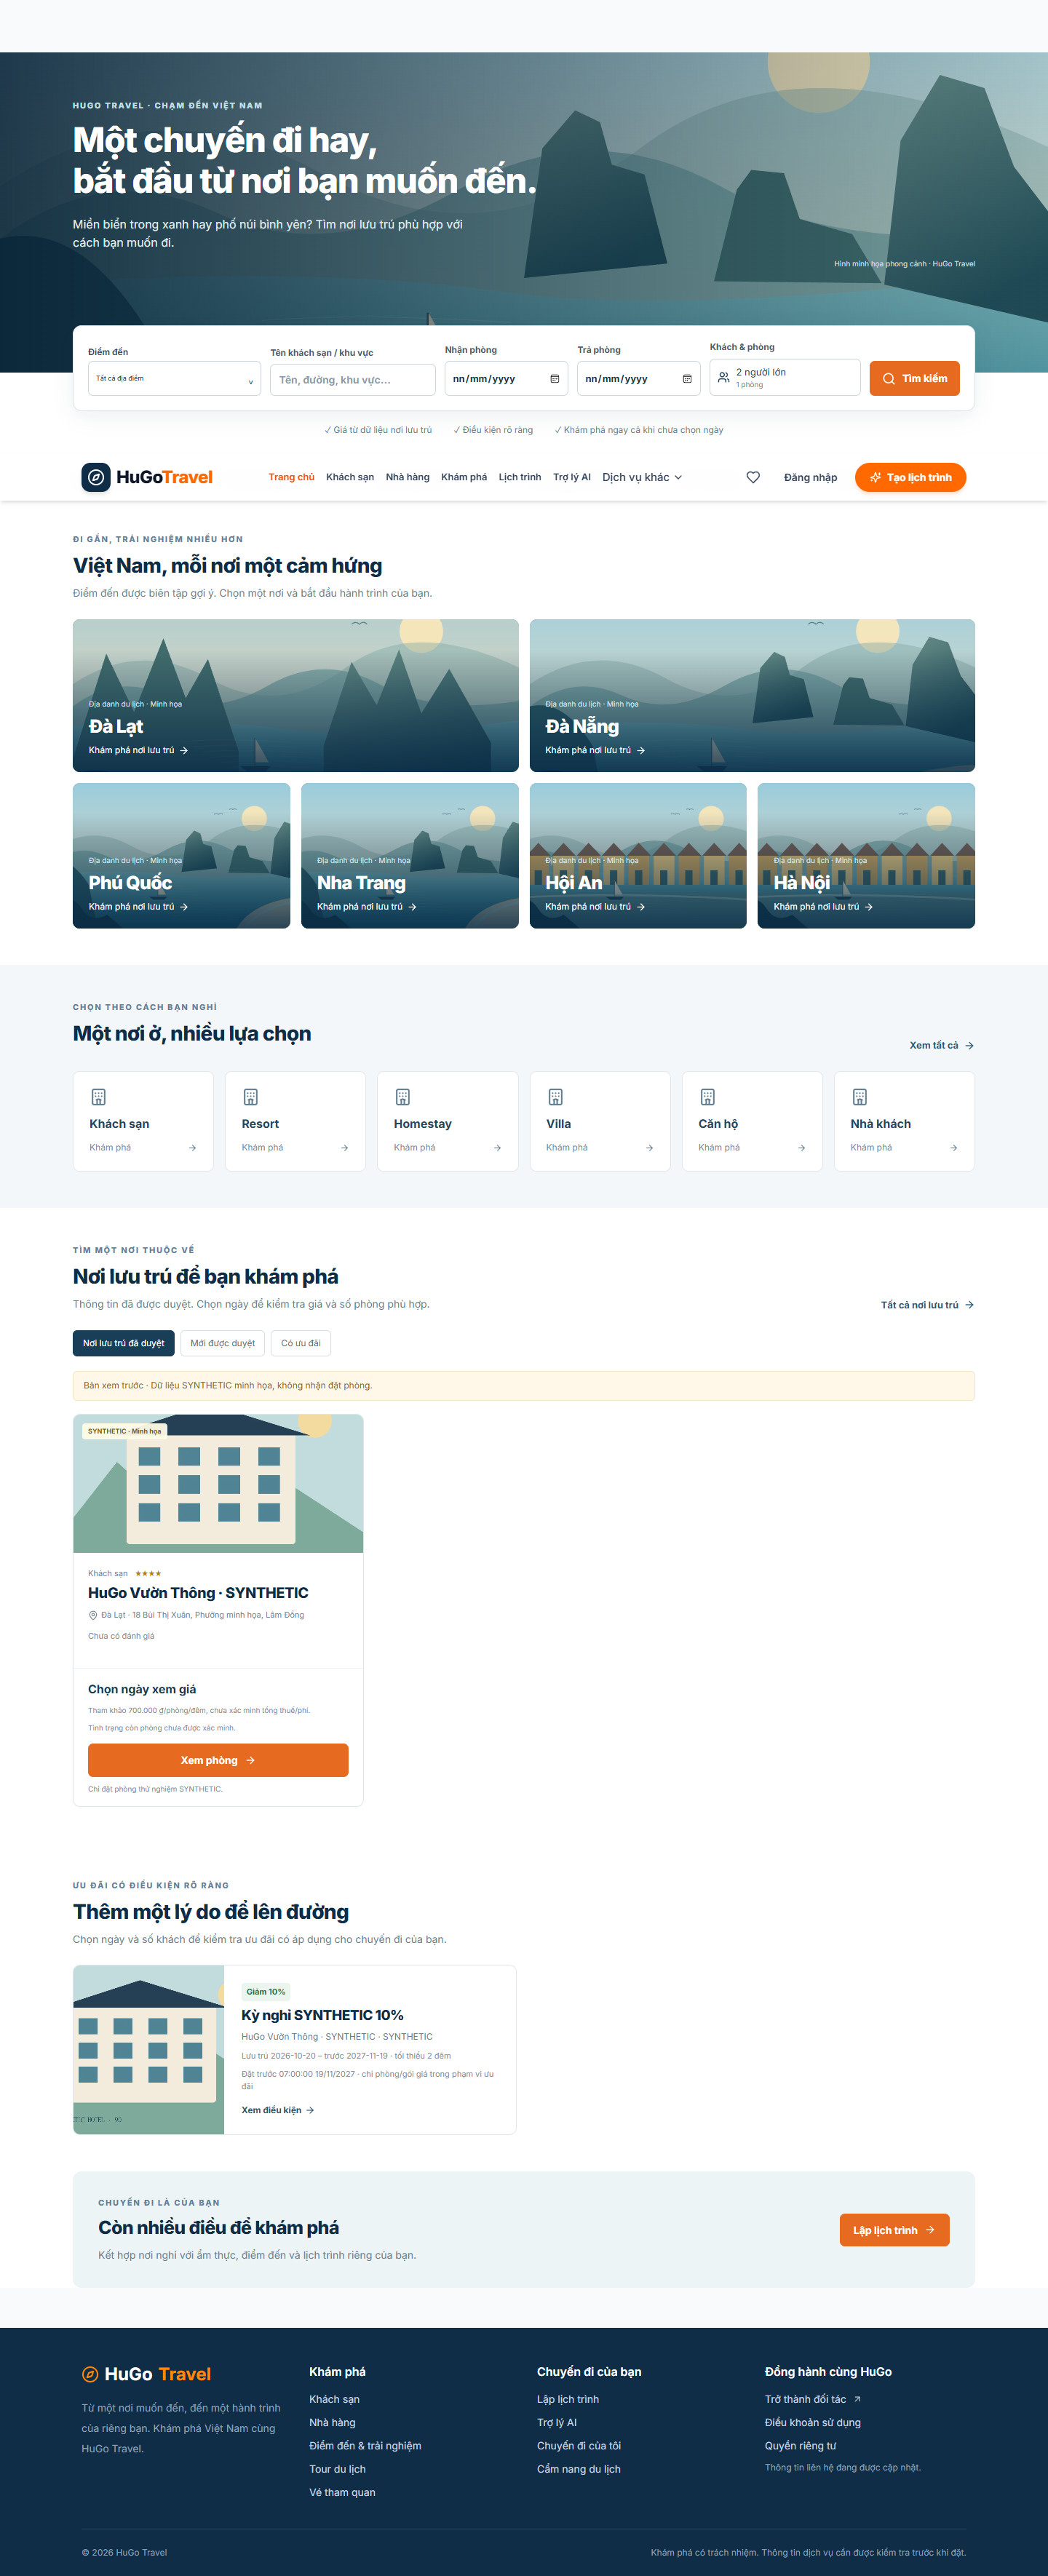 HUGO TRAVEL · CHẠM ĐẾN VIỆT NAM
Một chuyến đi hay,
bắt đầu từ nơi bạn muốn đến.
Miền biển trong xanh hay phố núi bình yên? Tìm nơi lưu trú phù hợp với
cách bạn muốn đi.
Hình minh họa phong cảnh · HuGo Travel
Điểm đến
Tất cả địa điểm
Tên khách sạn / khu vực
Tên, đường, khu vực...
Nhận phòng
nn/mm/yyyy
Trả phòng
nn/mm/yyyy
Khách & phòng
2 người lớn
1 phòng
Tìm kiếm
✓ Giá từ dữ liệu nơi lưu trú
✓ Điều kiện rõ ràng
✓ Khám phá ngay cả khi chưa chọn ngày
HuGoTravel
Trang chủ
Khách sạn
Nhà hàng
Khám phá
Lịch trình
Trợ lý AI
Dịch vụ khác
Đăng nhập
Tạo lịch trình
ĐI GẦN, TRẢI NGHIỆM NHIỀU HƠN
Việt Nam, mỗi nơi một cảm hứng
Điểm đến được biên tập gợi ý. Chọn một nơi và bắt đầu hành trình của bạn.
Địa danh du lịch · Minh họa
Đà Lạt
Khám phá nơi lưu trú →
Địa danh du lịch · Minh họa
Đà Nẵng
Khám phá nơi lưu trú →
Địa danh du lịch · Minh họa
Phú Quốc
Khám phá nơi lưu trú →
Địa danh du lịch · Minh họa
Nha Trang
Khám phá nơi lưu trú →
Địa danh du lịch · Minh họa
Hội An
Khám phá nơi lưu trú →
Địa danh du lịch · Minh họa
Hà Nội
Khám phá nơi lưu trú →
CHỌN THEO CÁCH BẠN NGHỈ
Một nơi ở, nhiều lựa chọn
Xem tất cả →
Khách sạn
Khám phá →
Resort
Khám phá →
Homestay
Khám phá →
Villa
Khám phá →
Căn hộ
Khám phá →
Nhà khách
Khám phá →
TÌM MỘT NƠI THUỘC VỀ
Nơi lưu trú để bạn khám phá
Thông tin đã được duyệt. Chọn ngày để kiểm tra giá và số phòng phù hợp.
Tất cả nơi lưu trú →
Nơi lưu trú đã duyệt
Mới được duyệt
Có ưu đãi
Bản xem trước · Dữ liệu SYNTHETIC minh họa, không nhận đặt phòng.
SYNTHETIC · Minh họa
Khách sạn ★★★★
HuGo Vườn Thông · SYNTHETIC
Đà Lạt · 18 Bùi Thị Xuân, Phường minh họa, Lâm Đồng
Chưa có đánh giá
Chọn ngày xem giá
Tham khảo 700.000 ₫/phòng/đêm, chưa xác minh tổng thuế/phí.
Tình trạng còn phòng chưa được xác minh.
Xem phòng →
Chỉ đặt phòng thử nghiệm SYNTHETIC.
ƯU ĐÃI CÓ ĐIỀU KIỆN RÕ RÀNG
Thêm một lý do để lên đường
Chọn ngày và số khách để kiểm tra ưu đãi có áp dụng cho chuyến đi của bạn.
Giảm 10%
Kỳ nghỉ SYNTHETIC 10%
HuGo Vườn Thông · SYNTHETIC · SYNTHETIC
Lưu trú 2026-10-20 – trước 2027-11-19 · tối thiểu 2 đêm
Đặt trước 07:00:00 19/11/2027 · chỉ phòng/gói giá trong phạm vi ưu
đãi
Xem điều kiện →
CHUYẾN ĐI LÀ CỦA BẠN
Còn nhiều điều để khám phá
Kết hợp nơi nghỉ với ẩm thực, điểm đến và lịch trình riêng của bạn.
Lập lịch trình →
HuGo Travel
Từ một nơi muốn đến, đến một hành trình
của riêng bạn. Khám phá Việt Nam cùng
HuGo Travel.
Khám phá
Khách sạn
Nhà hàng
Điểm đến & trải nghiệm
Tour du lịch
Vé tham quan
Chuyến đi của bạn
Lập lịch trình
Trợ lý AI
Chuyến đi của tôi
Cẩm nang du lịch
Đồng hành cùng HuGo
Trở thành đối tác ↗
Điều khoản sử dụng
Quyền riêng tư
Thông tin liên hệ đang được cập nhật.
© 2026 HuGo Travel
Khám phá có trách nhiệm. Thông tin dịch vụ cần được kiểm tra trước khi đặt.